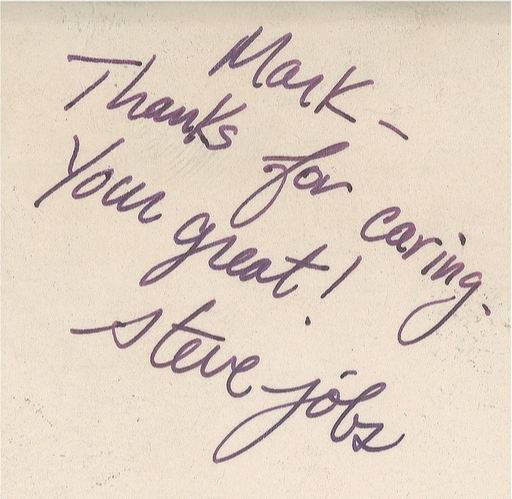 Mark –
Thanks for caring.
Your great!
steve jobs